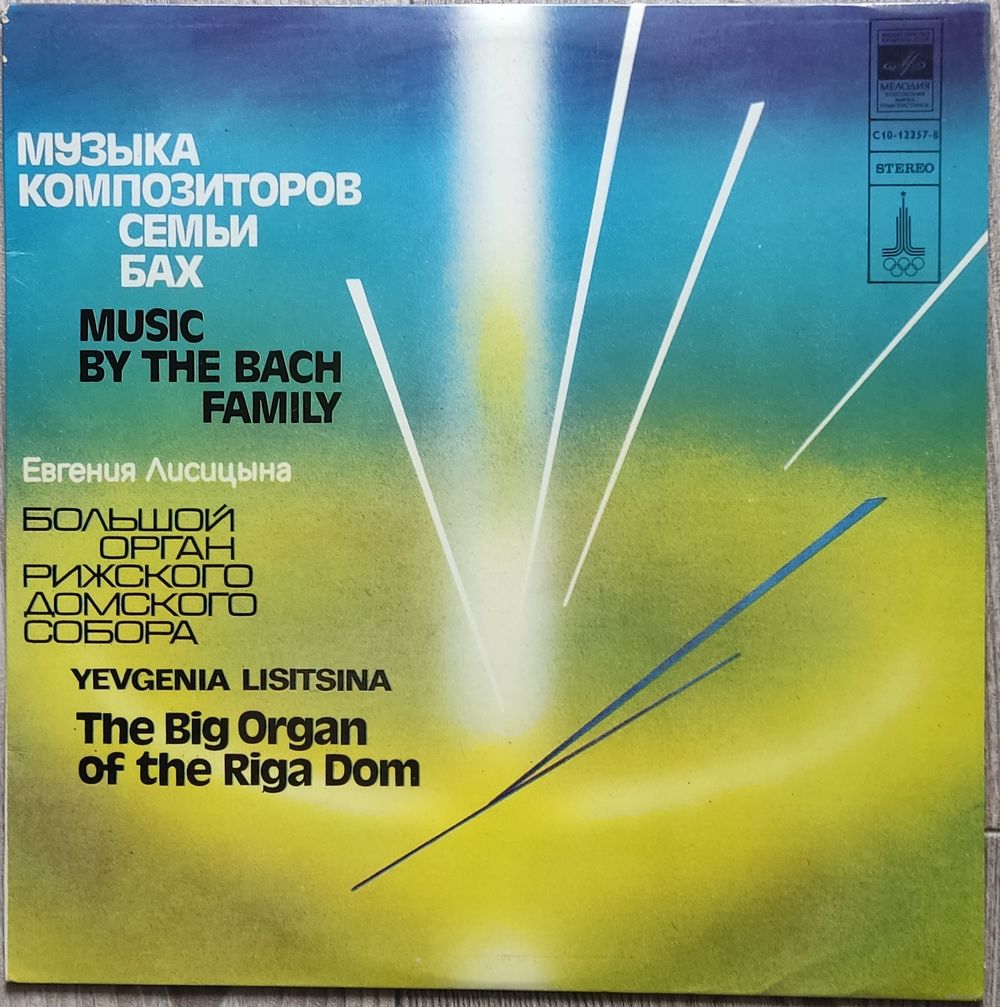 МУЗЫКА
КОМПОЗИТОРОВ
СЕМЬИ
БАХ
MUSIC
BY THE BACH
FAMILY
Евгения Лисицына
БОЛЬШОЙ
ОРГАН
РИЖСКОГО
ДОМСКОГО
СОБОРА
YEVGENIA LISITSINA
The Big Organ
of the Riga Dom
МЕЛОДИЯ
C10-12257-8
STEREO